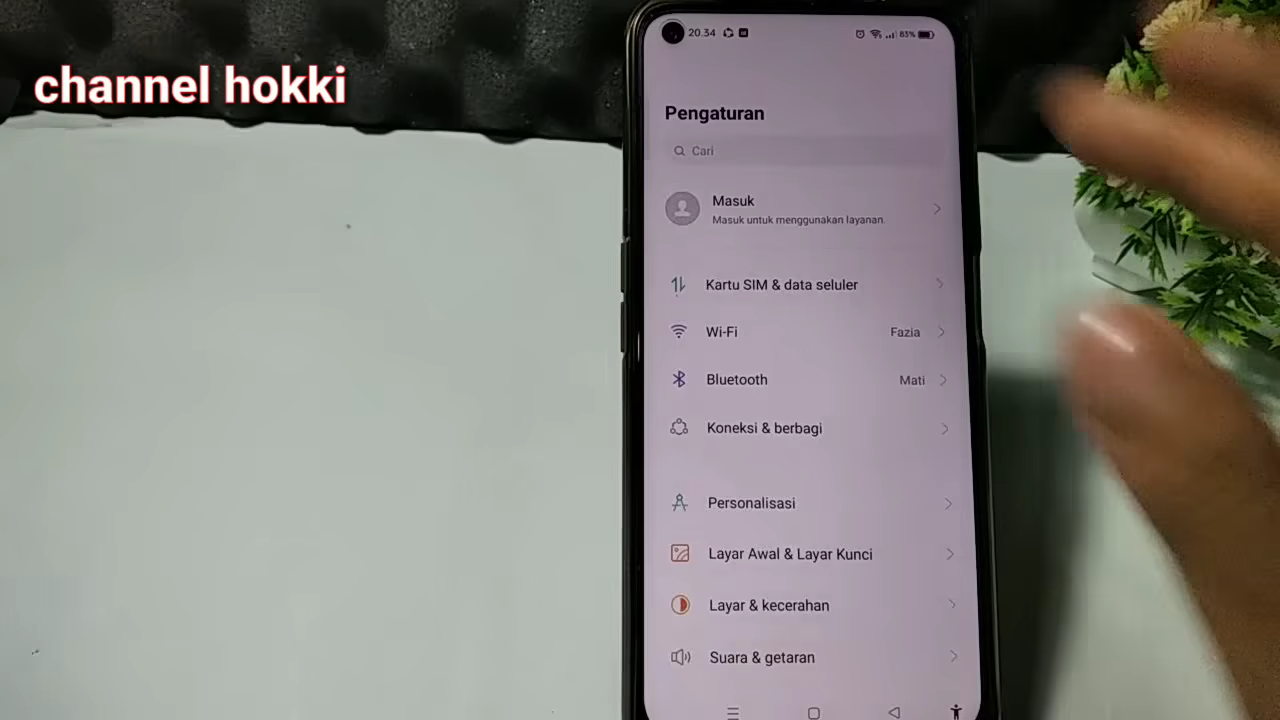 channel hokki
20.34
83%
Pengaturan
Cari
Masuk
Masuk untuk menggunakan layanan.
Kartu SIM & data seluler
Wi-Fi Fazia
Bluetooth Mati
Koneksi & berbagi
Personalisasi
Layar Awal & Layar Kunci
Layar & kecerahan
Suara & getaran